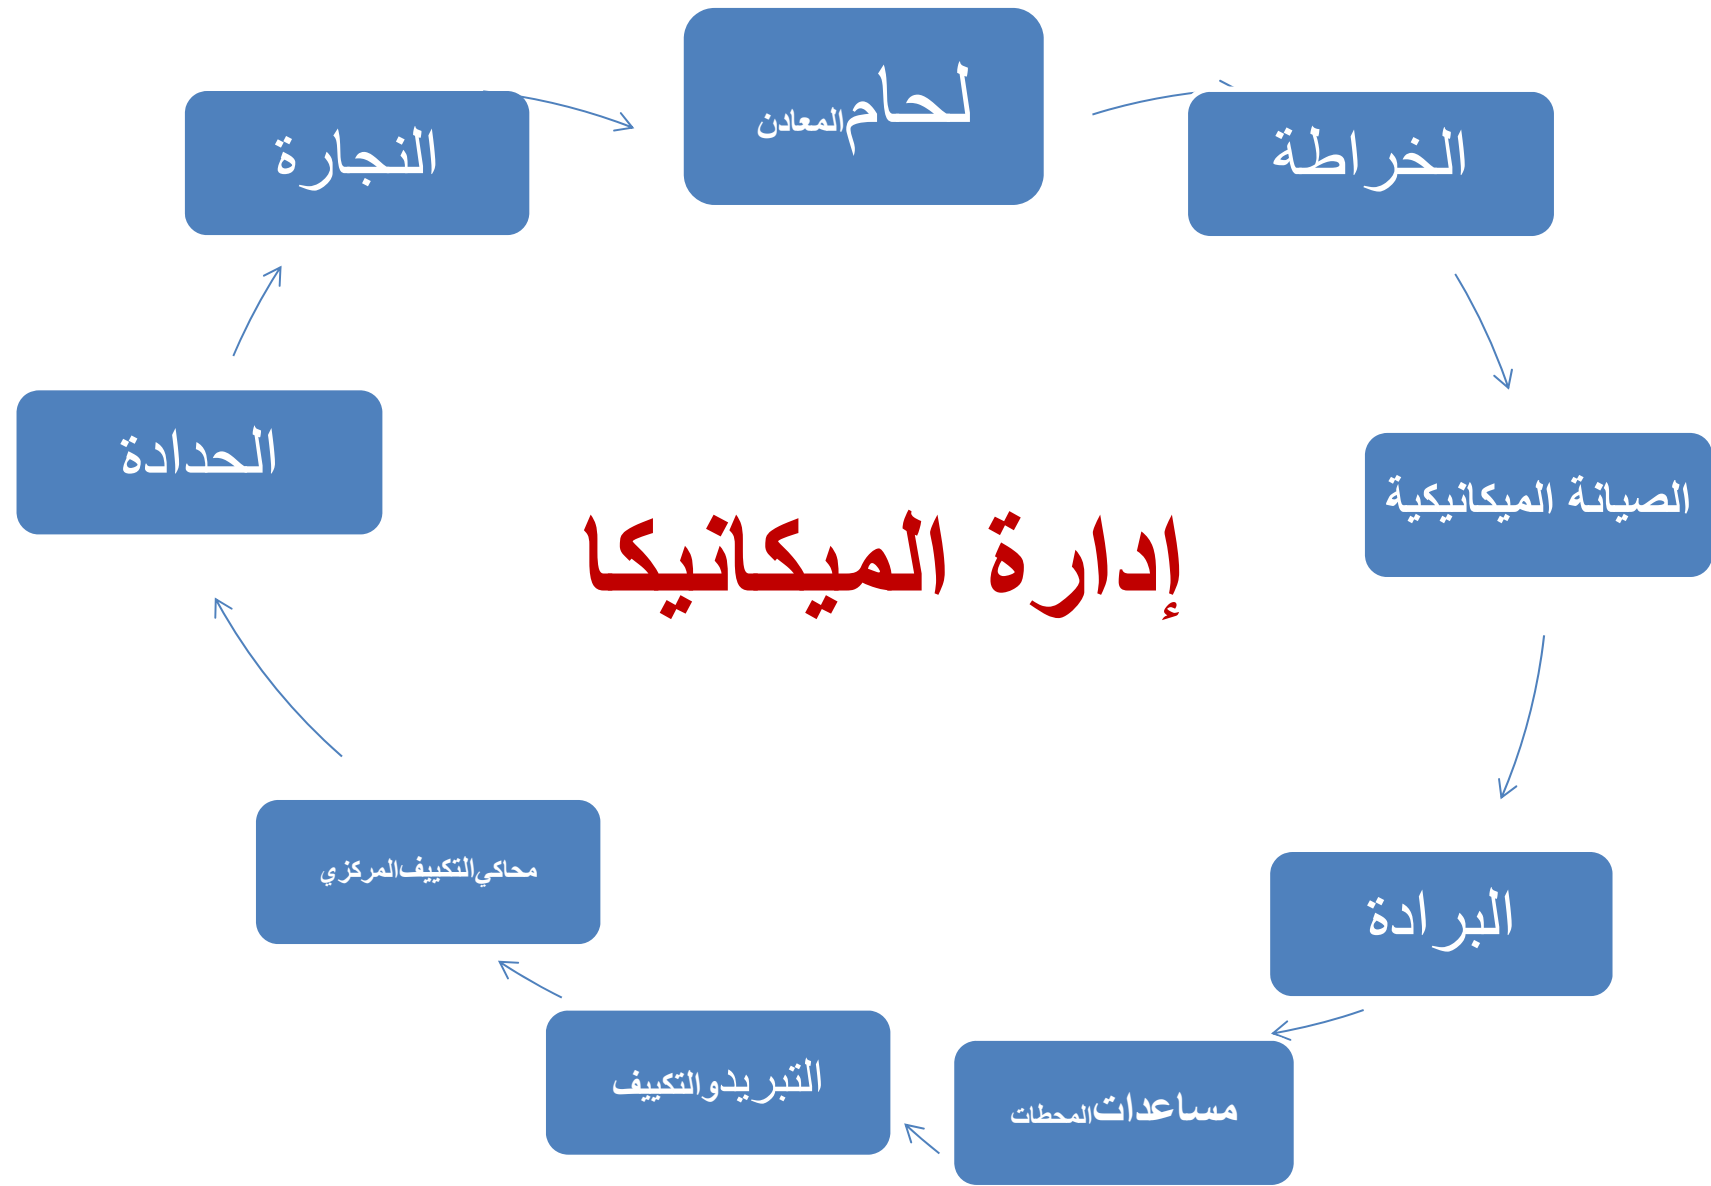 لحام المعادن
الخراطة
الصيانة الميكانيكية
البرادة
مساعدات المحطات
التبريد والتكييف
محاكي التكييف المركزي
الحدادة
النجارة
إدارة الميكانيكا